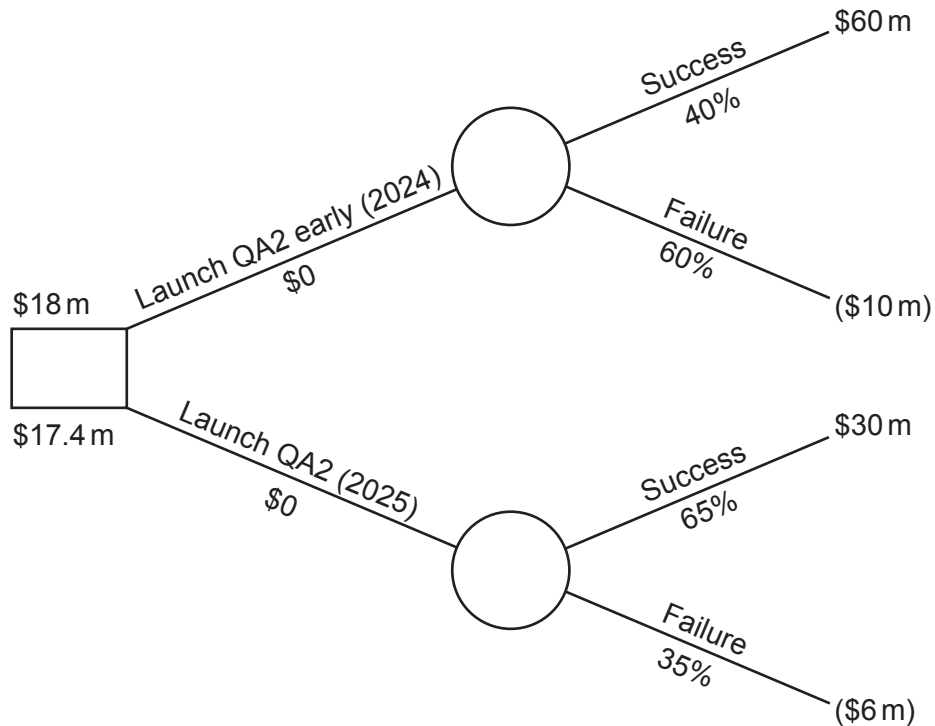 $60 m
Success
40%
Launch QA2 early (2024)
$0
Failure
60%
($10 m)
$18 m
$17.4 m
Launch QA2 (2025)
$0
$30 m
Success
65%
Failure
35%
($6 m)